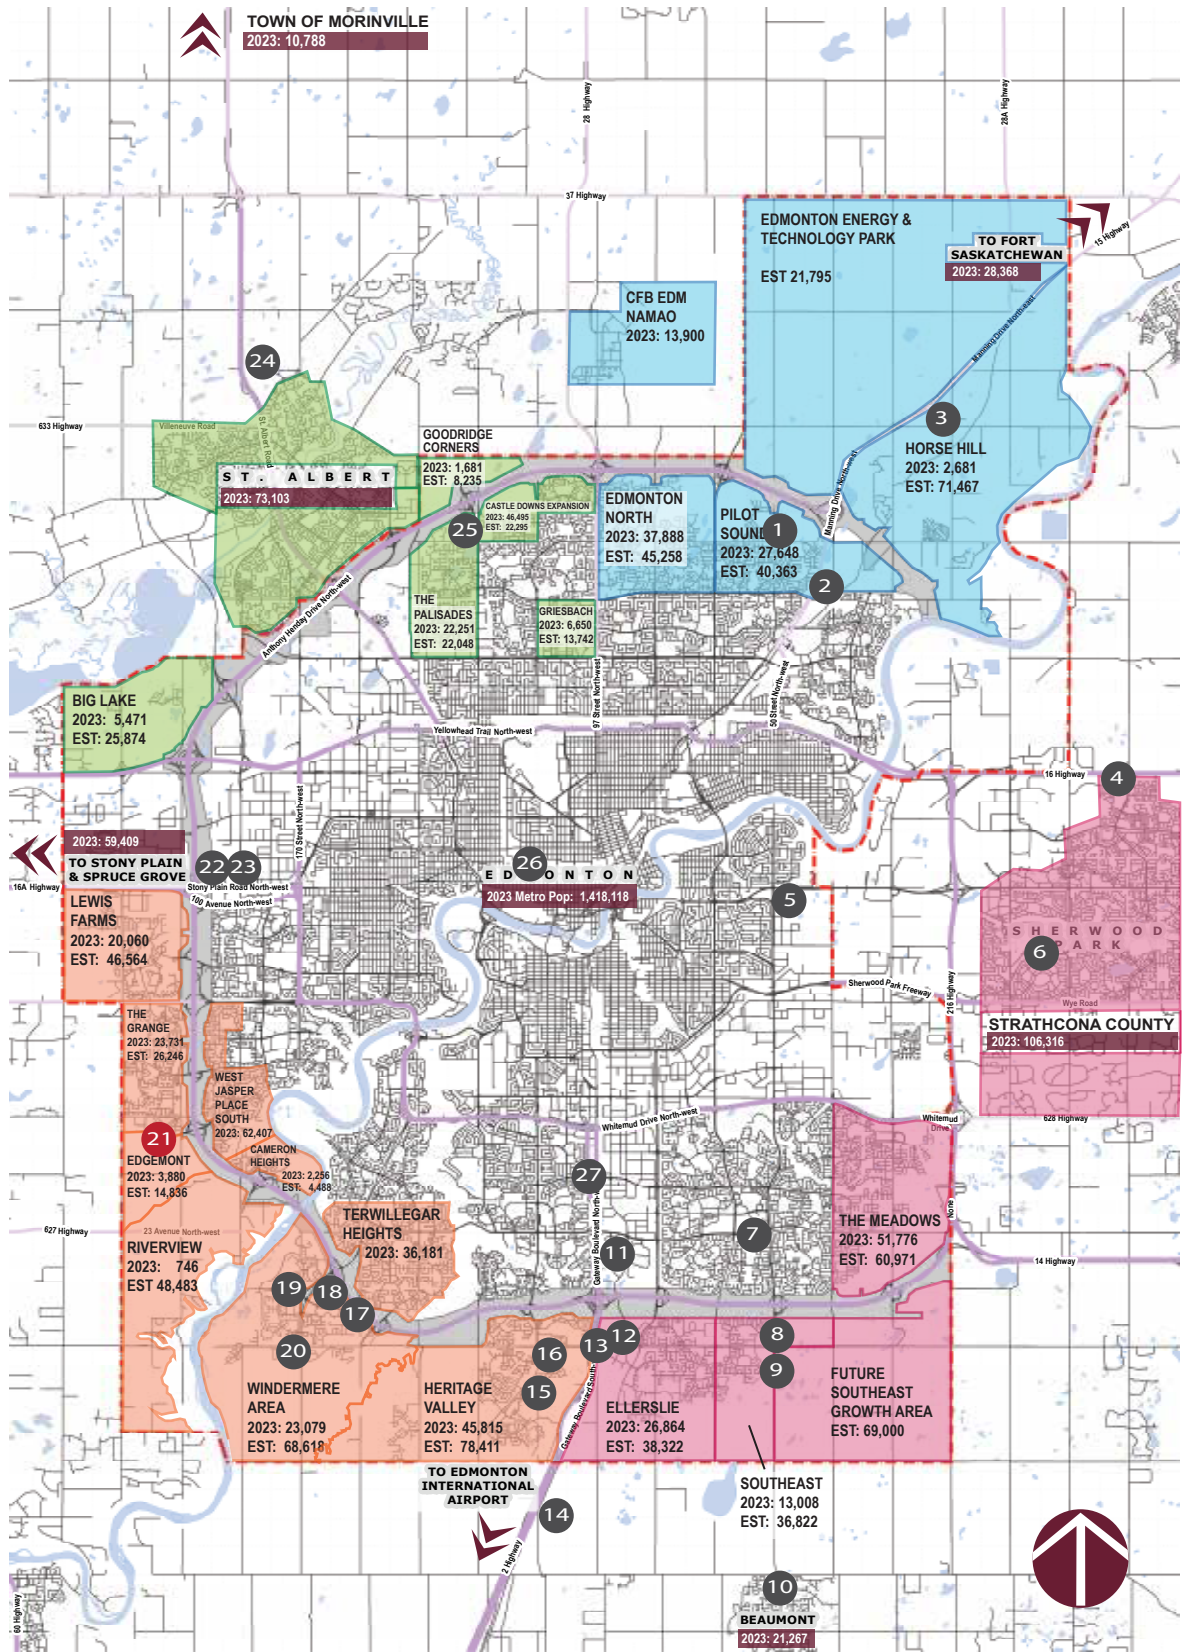 TOWN OF MORINVILLE
2023: 10,788
28 Highway
28A Highway
37 Highway
15 Highway
EDMONTON ENERGY &
TECHNOLOGY PARK
EST 21,795
TO FORT
SASKATCHEWAN
2023: 28,368
Manning Drive North-east
CFB EDM
NAMAO
2023: 13,900
24
3
HORSE HILL
2023: 2,681
EST: 71,467
633 Highway
Villeneuve Road
St. Albert Road
GOODRIDGE
CORNERS
2023: 1,681
EST: 8,235
Manning Drive North-west
ST. ALBERT
2023: 73,103
CASTLE DOWNS EXPANSION
2023: 46,495
EST: 22,295
25
EDMONTON
NORTH
2023: 37,888
EST: 45,258
PILOT
SOUND
2023: 27,648
EST: 40,363
1
2
Anthony Henday Drive North-west
THE
PALISADES
2023: 22,251
EST: 22,048
GRIESBACH
2023: 6,650
EST: 13,742
97 Street North-west
50 Street North-west
BIG LAKE
2023: 5,471
EST: 25,874
Yellowhead Trail North-west
16 Highway
4
170 Street North-west
2023: 59,409
TO STONY PLAIN
& SPRUCE GROVE
22
23
26
16A Highway
Stony Plain Road North-west
100 Avenue North-west
EDMONTON
2023 Metro Pop: 1,418,118
5
LEWIS
FARMS
2023: 20,060
EST: 46,564
SHERWOOD
PARK
6
Sherwood Park Freeway
216 Highway
Wye Road
THE
GRANGE
2023: 23,731
EST: 26,246
STRATHCONA COUNTY
2023: 106,316
WEST
JASPER
PLACE
SOUTH
2023: 62,407
Whitemud Drive North-west
Whitemud
Drive
628 Highway
21
EDGEMONT
2023: 3,880
EST: 14,836
CAMERON
HEIGHTS
2023: 2,256
EST: 4,488
27
Gateway Boulevard North-w
TERWILLEGAR
HEIGHTS
2023: 36,181
627 Highway
23 Avenue North-west
RIVERVIEW
2023: 746
EST 48,483
11
7
THE MEADOWS
2023: 51,776
EST: 60,971
None
14 Highway
19
18
17
20
16
15
13
12
8
9
WINDERMERE
AREA
2023: 23,079
EST: 68,618
HERITAGE
VALLEY
2023: 45,815
EST: 78,411
Gateway Boulevard South-
ELLERSLIE
2023: 26,864
EST: 38,322
FUTURE
SOUTHEAST
GROWTH AREA
EST: 69,000
TO EDMONTON
INTERNATIONAL
AIRPORT
SOUTHEAST
2023: 13,008
EST: 36,822
14
2 Highway
60 Highway
10
BEAUMONT
2023: 21,267